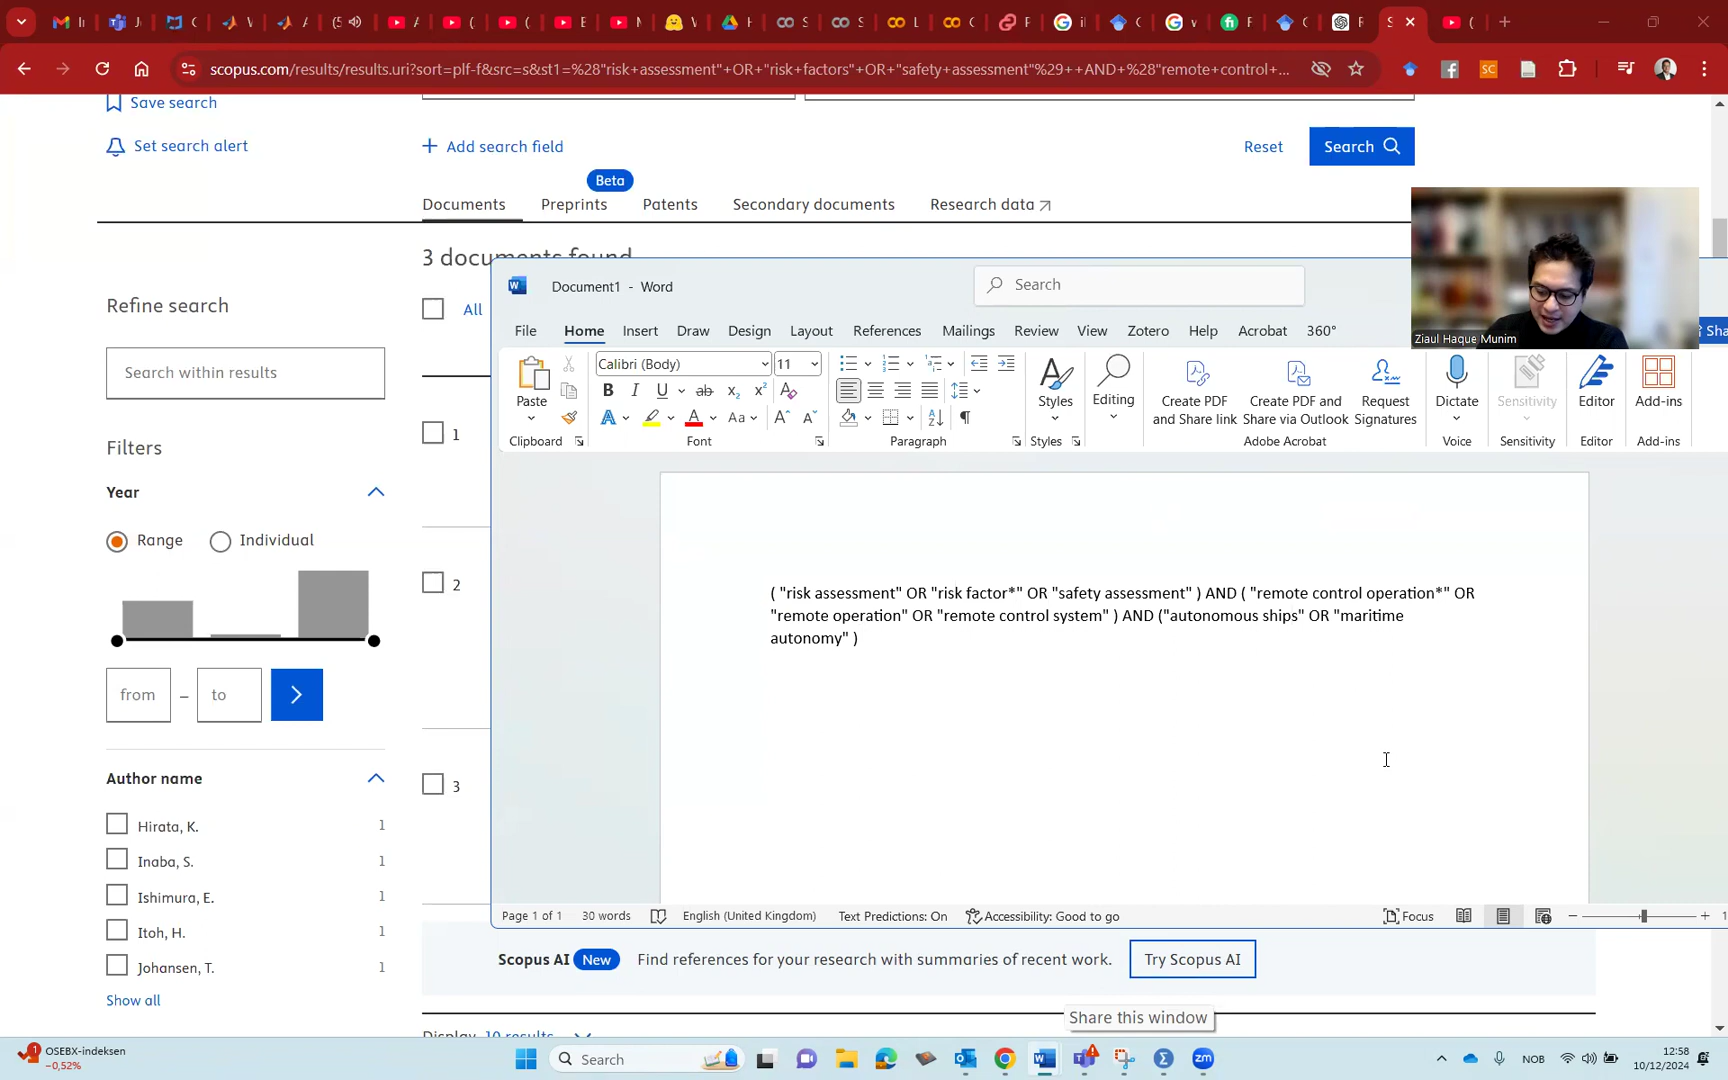 scopus.com/results/results.uri?sort=plf-f&src=s&st1=%28"risk+assessment"+OR+"risk+factors"+OR+"safety+assessment"%29++AND+%28"remote+control+...
Save search
Set search alert
Add search field
Reset
Search
Beta
Documents
Preprints
Patents
Secondary documents
Research data
3 documents found
Refine search
Search within results
Filters
Year
Range
Individual
from
–
to
Author name
Hirata, K. 1
Inaba, S. 1
Ishimura, E. 1
Itoh, H. 1
Johansen, T. 1
Show all
All
1
2
3
Document1 - Word
Search
Ziaul Haque Munim
File
Home
Insert
Draw
Design
Layout
References
Mailings
Review
View
Zotero
Help
Acrobat
360°
Paste
Clipboard
Calibri (Body)
11
Font
Paragraph
Styles
Styles
Editing
Create PDF
and Share link
Create PDF and
Share via Outlook
Request
Signatures
Adobe Acrobat
Dictate
Voice
Sensitivity
Sensitivity
Editor
Editor
Add-ins
Add-ins
( "risk assessment" OR "risk factor*" OR "safety assessment" ) AND ( "remote control operation*" OR
"remote operation" OR "remote control system" ) AND ("autonomous ships" OR "maritime
autonomy" )
Page 1 of 1
30 words
English (United Kingdom)
Text Predictions: On
Accessibility: Good to go
Focus
Scopus AI
New
Find references for your research with summaries of recent work.
Try Scopus AI
Share this window
Display 10 results
OSEBX-indeksen
−0,52%
Search
NOB
12:58
10/12/2024